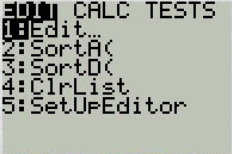 EDIT CALC TESTS
1:Edit…
2:SortA(
3:SortD(
4:ClrList
5:SetUpEditor